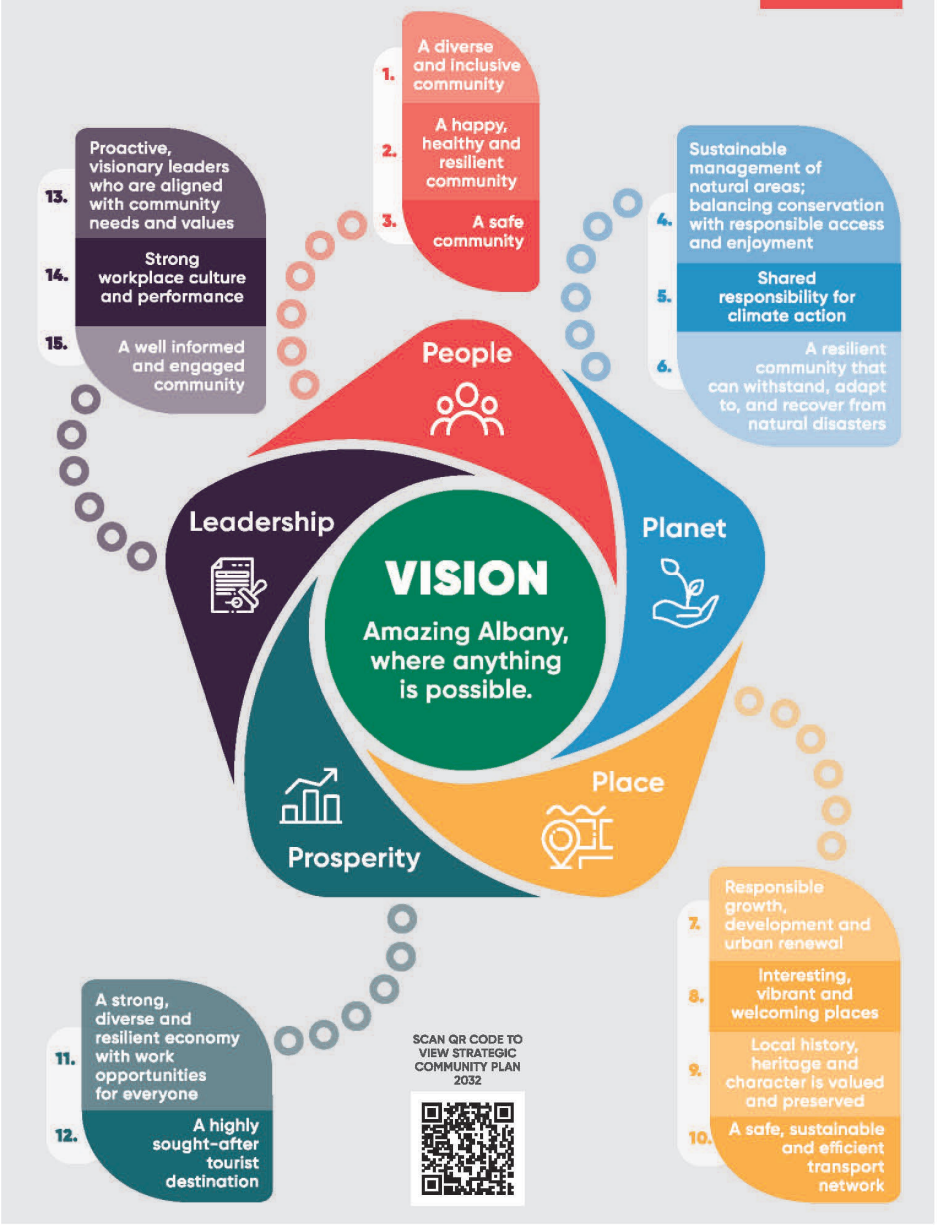 1.
A diverse
and inclusive
community
2.
A happy,
healthy and
resilient
community
3.
A safe
community
13.
Proactive,
visionary leaders
who are aligned
with community
needs and values
14.
Strong
workplace culture
and performance
15.
A well informed
and engaged
community
4.
Sustainable
management of
natural areas;
balancing conservation
with responsible access
and enjoyment
5.
Shared
responsibility for
climate action
6.
A resilient
community that
can withstand, adapt
to, and recover from
natural disasters
People
Leadership
Planet
VISION
Amazing Albany,
where anything
is possible.
Place
Prosperity
7.
Responsible
growth,
development and
urban renewal
8.
Interesting,
vibrant and
welcoming places
9.
Local history,
heritage and
character is valued
and preserved
10.
A safe, sustainable
and efficient
transport
network
11.
A strong,
diverse and
resilient economy
with work
opportunities
for everyone
12.
A highly
sought-after
tourist
destination
SCAN QR CODE TO
VIEW STRATEGIC
COMMUNITY PLAN
2032